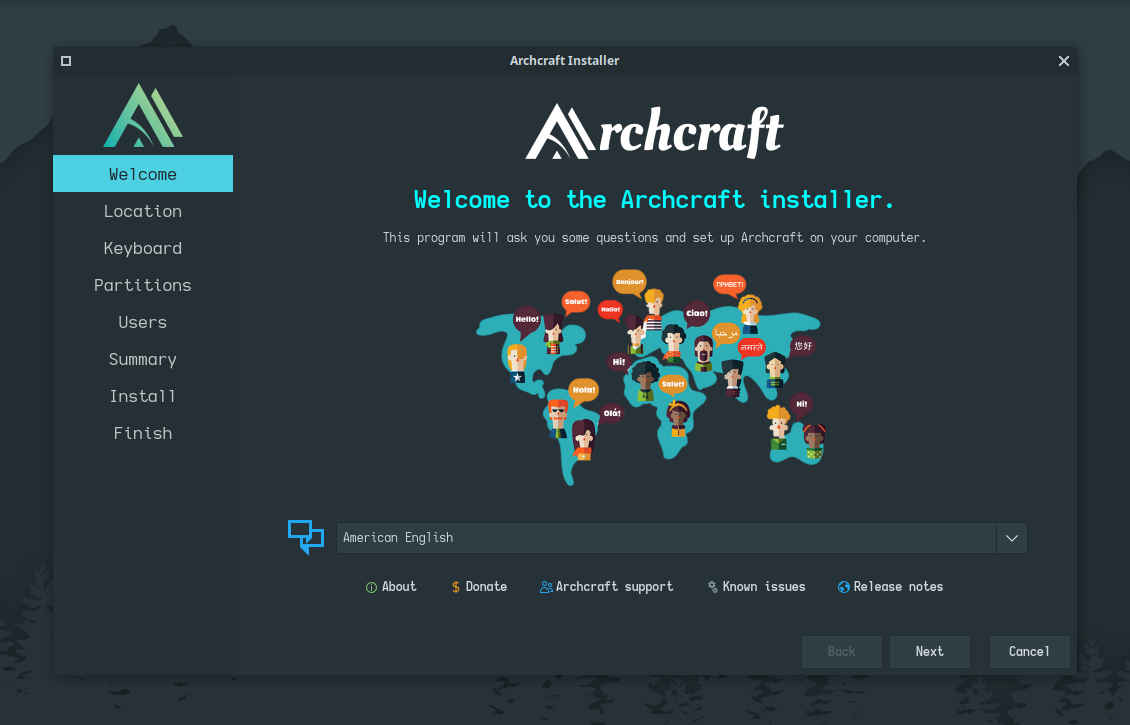 Archcraft Installer
Welcome
Location
Keyboard
Partitions
Users
Summary
Install
Finish
rchcraft
Welcome to the Archcraft installer.
This program will ask you some questions and set up Archcraft on your computer.
Hello!
Salut!
Hallo!
Bonjour!
Ciao!
ПРИВЕТ!
مرحبا
नमस्ते
您好
Hi!
Hola!
Olá!
Salut!
Hi!
American English
About
Donate
Archcraft support
Known issues
Release notes
Back
Next
Cancel